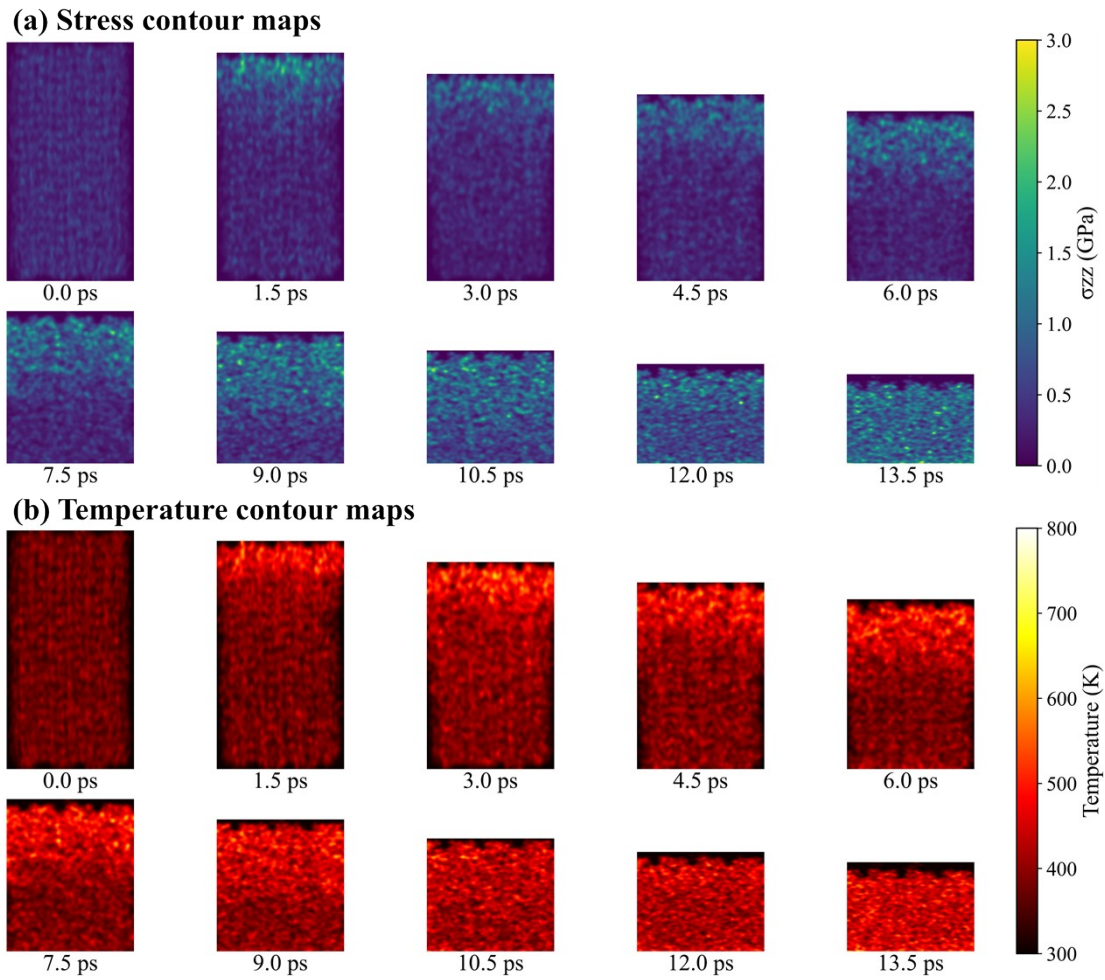 (a) Stress contour maps
0.0 ps
1.5 ps
3.0 ps
4.5 ps
6.0 ps
7.5 ps
9.0 ps
10.5 ps
12.0 ps
13.5 ps
3.0
2.5
2.0
1.5
1.0
0.5
0.0
σzz (GPa)
(b) Temperature contour maps
0.0 ps
1.5 ps
3.0 ps
4.5 ps
6.0 ps
7.5 ps
9.0 ps
10.5 ps
12.0 ps
13.5 ps
800
700
600
500
400
300
Temperature (K)